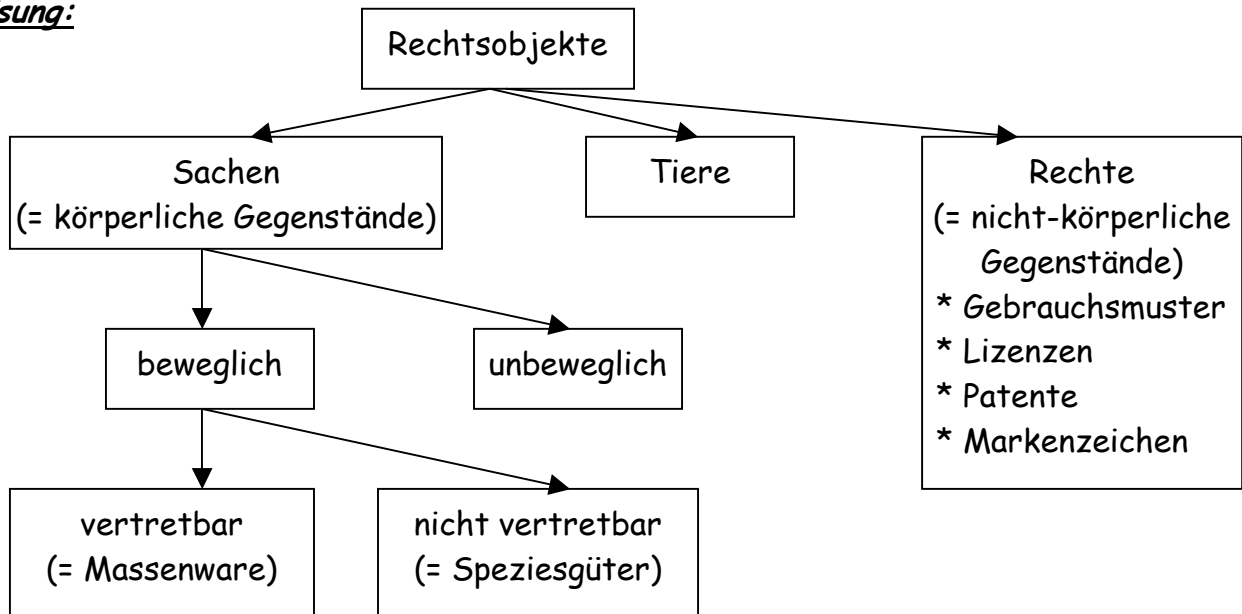 sung:
Rechtsobjekte
Sachen
(= körperliche Gegenstände)
Tiere
Rechte
(= nicht-körperliche
Gegenstände)
* Gebrauchsmuster
* Lizenzen
* Patente
* Markenzeichen
beweglich
unbeweglich
vertretbar
(= Massenware)
nicht vertretbar
(= Speziesgüter)